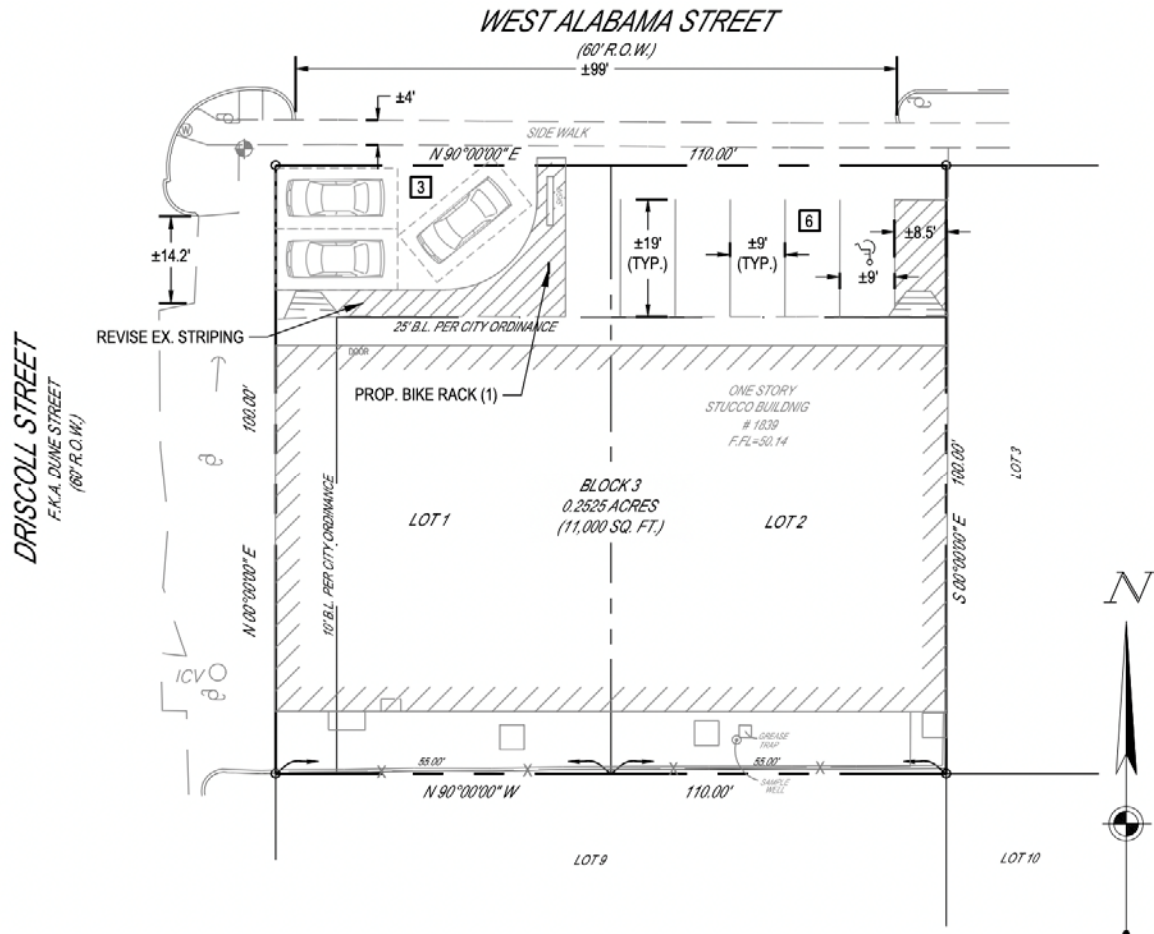 WEST ALABAMA STREET
(60' R.O.W.)
±99'
±4'
SIDE WALK
N 90°00'00" E
110.00'
W
3
SIGN
6
±14.2'
±19'
(TYP.)
±9'
(TYP.)
±9'
±8.5'
REVISE EX. STRIPING
25' B.L. PER CITY ORDINANCE
DOOR
PROP. BIKE RACK (1)
ONE STORY
STUCCO BUILDNIG
# 1839
F.FL=50.14
DRISCOLL STREET
F.K.A. DUNE STREET
(60' R.O.W.)
100.00'
N 00°00'00" E
10' B.L. PER CITY ORDINANCE
BLOCK 3
0.2525 ACRES
(11,000 SQ. FT.)
LOT 1
LOT 2
100.00'
S 00°00'00" E
LOT 3
ICV
GREASE
TRAP
SAMPLE
WELL
55.00'
55.00'
N 90°00'00" W
110.00'
LOT 9
LOT 10
N